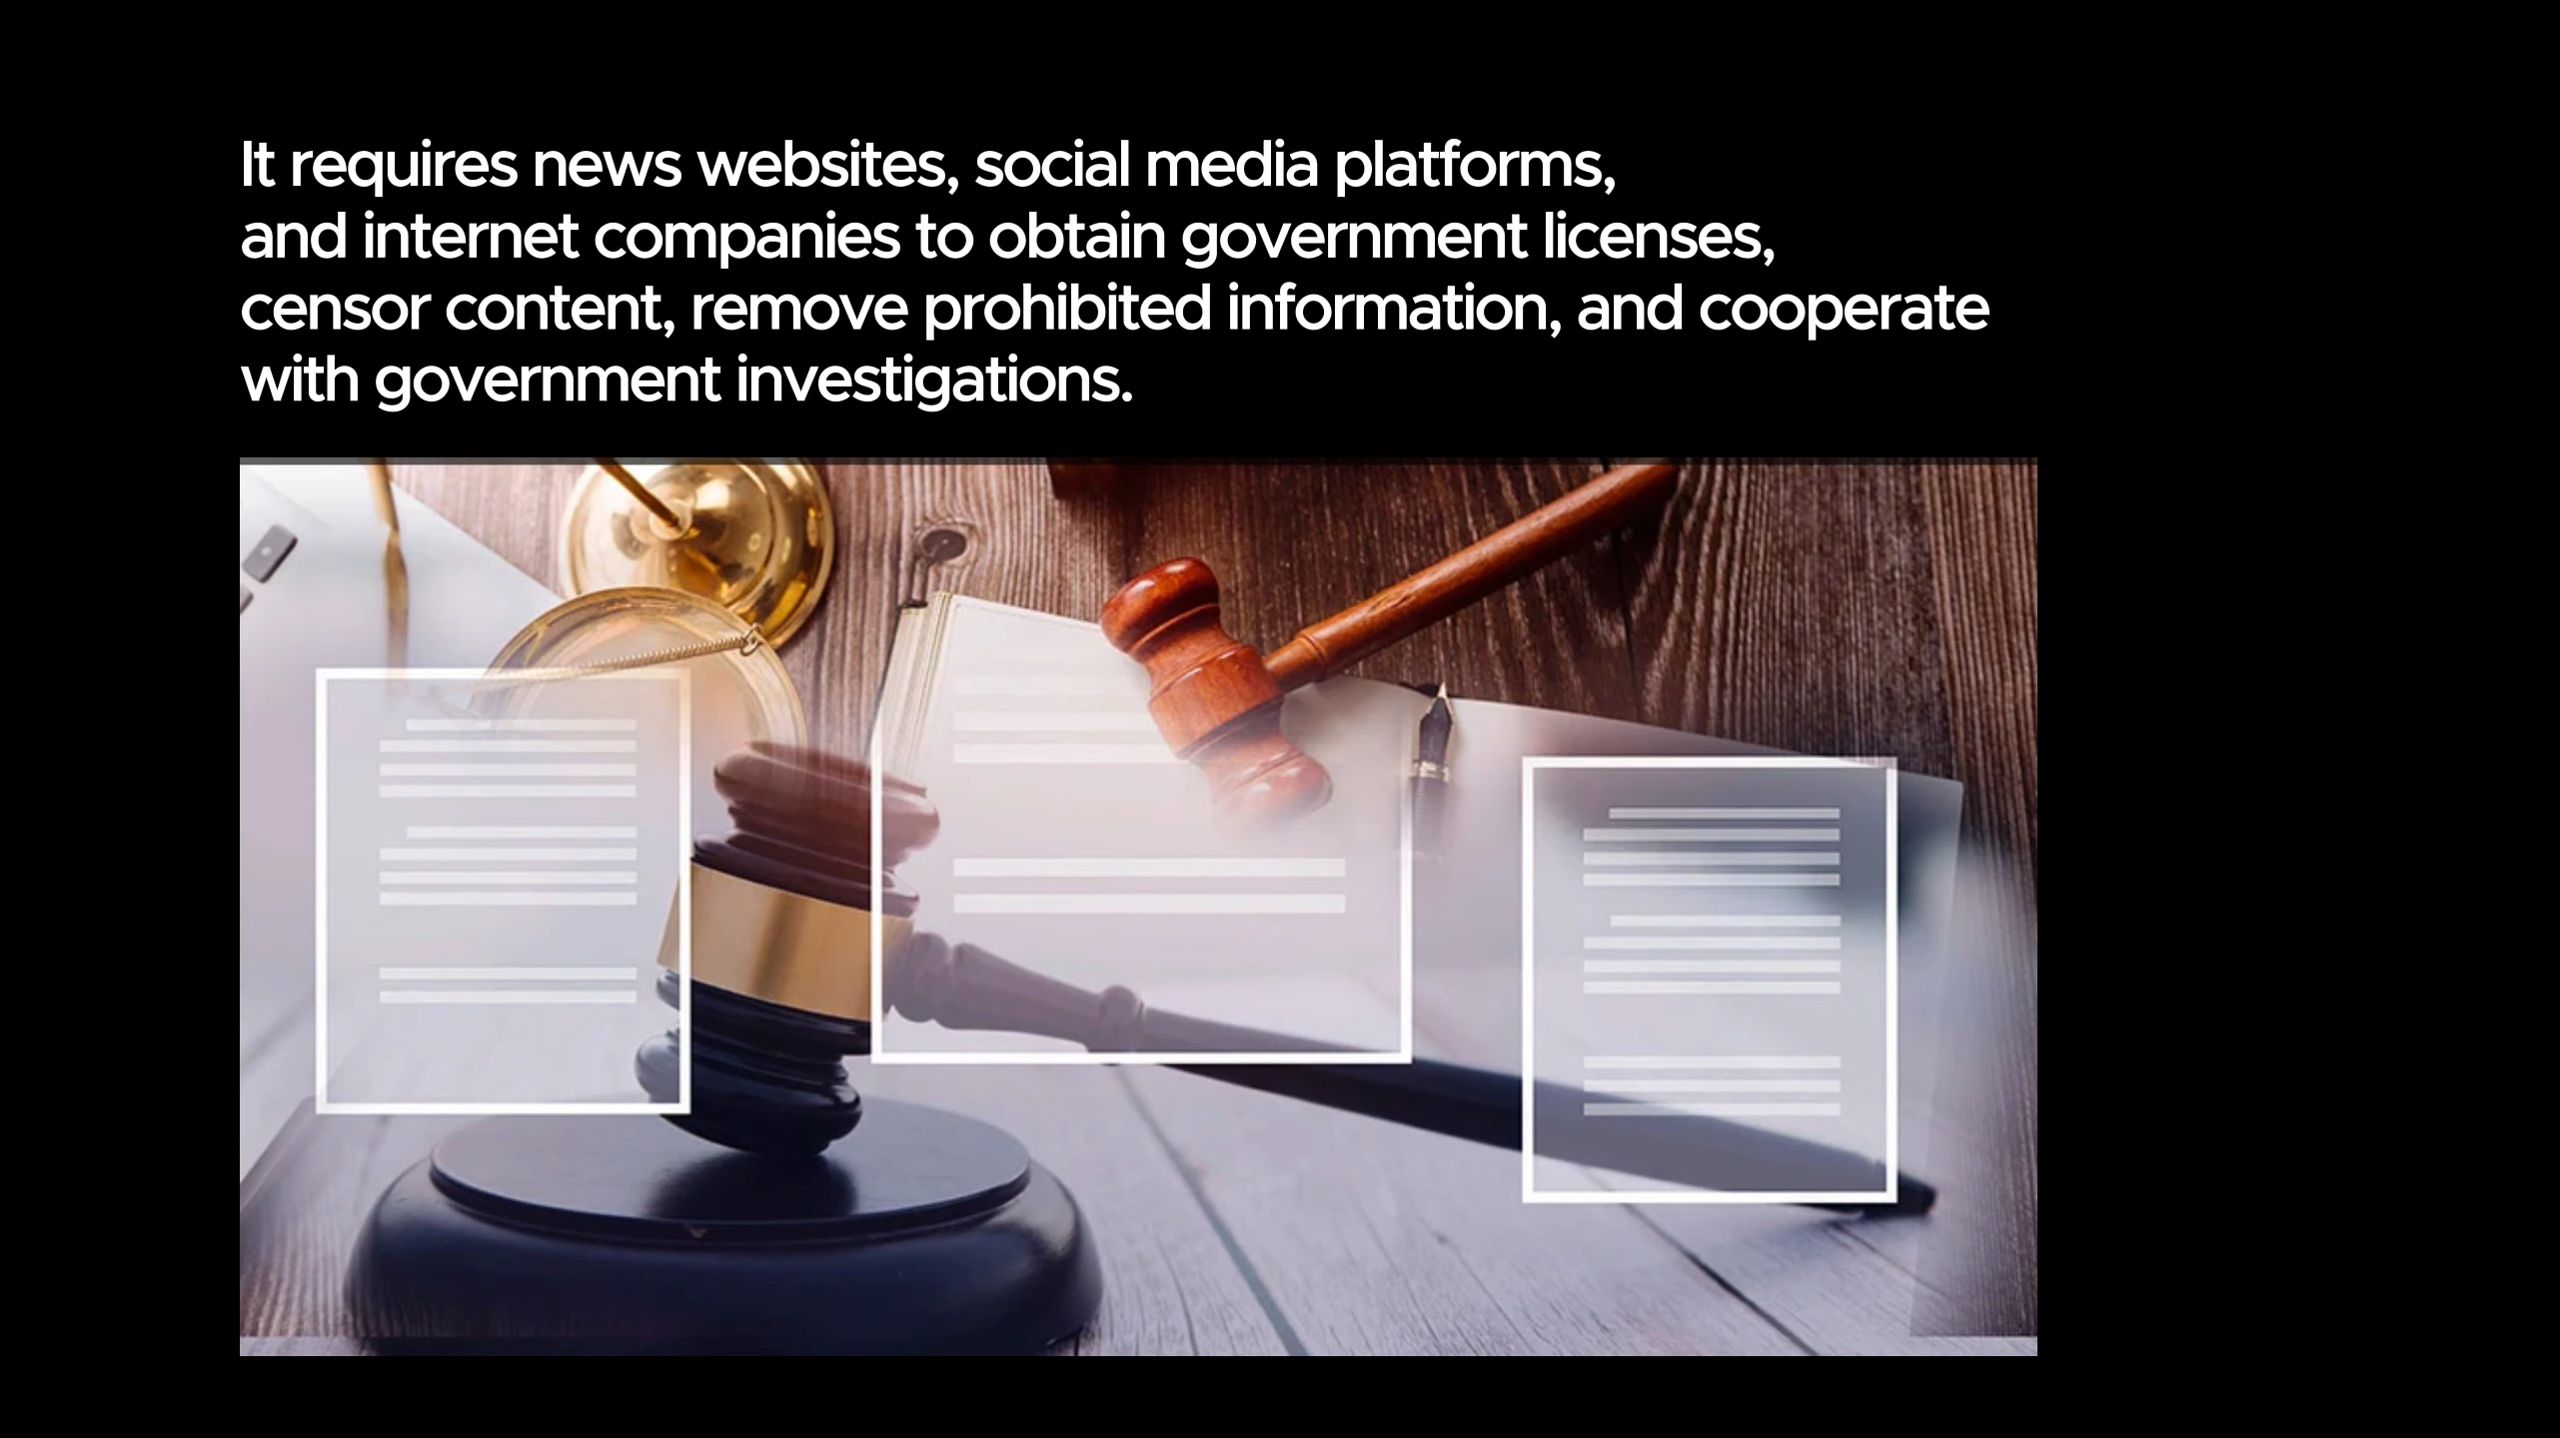 It requires news websites, social media platforms,
and internet companies to obtain government licenses,
censor content, remove prohibited information, and cooperate
with government investigations.